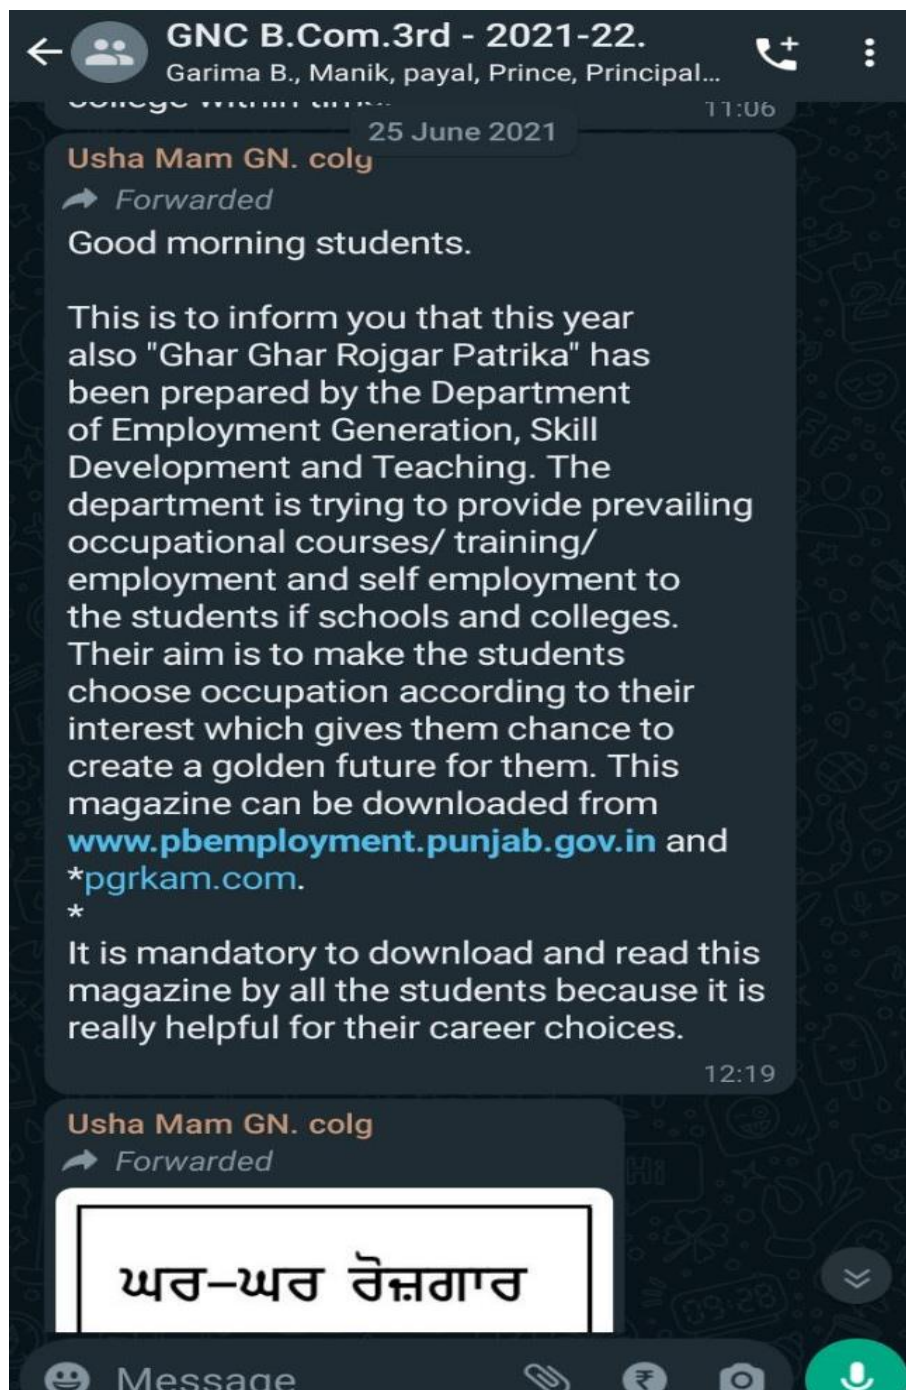 GNC B.Com.3rd - 2021-22.
Garima B., Manik, payal, Prince, Principal...
college within time.
11:06
25 June 2021
Usha Mam GN. colg
Forwarded
Good morning students.
This is to inform you that this year
also "Ghar Ghar Rojgar Patrika" has
been prepared by the Department
of Employment Generation, Skill
Development and Teaching. The
department is trying to provide prevailing
occupational courses/ training/
employment and self employment to
the students if schools and colleges.
Their aim is to make the students
choose occupation according to their
interest which gives them chance to
create a golden future for them. This
magazine can be downloaded from
www.pbemployment.punjab.gov.in and
*pgrkam.com.
*
It is mandatory to download and read this
magazine by all the students because it is
really helpful for their career choices.
12:19
Usha Mam GN. colg
Forwarded
ਘਰ-ਘਰ ਰੋਜ਼ਗਾਰ
Message